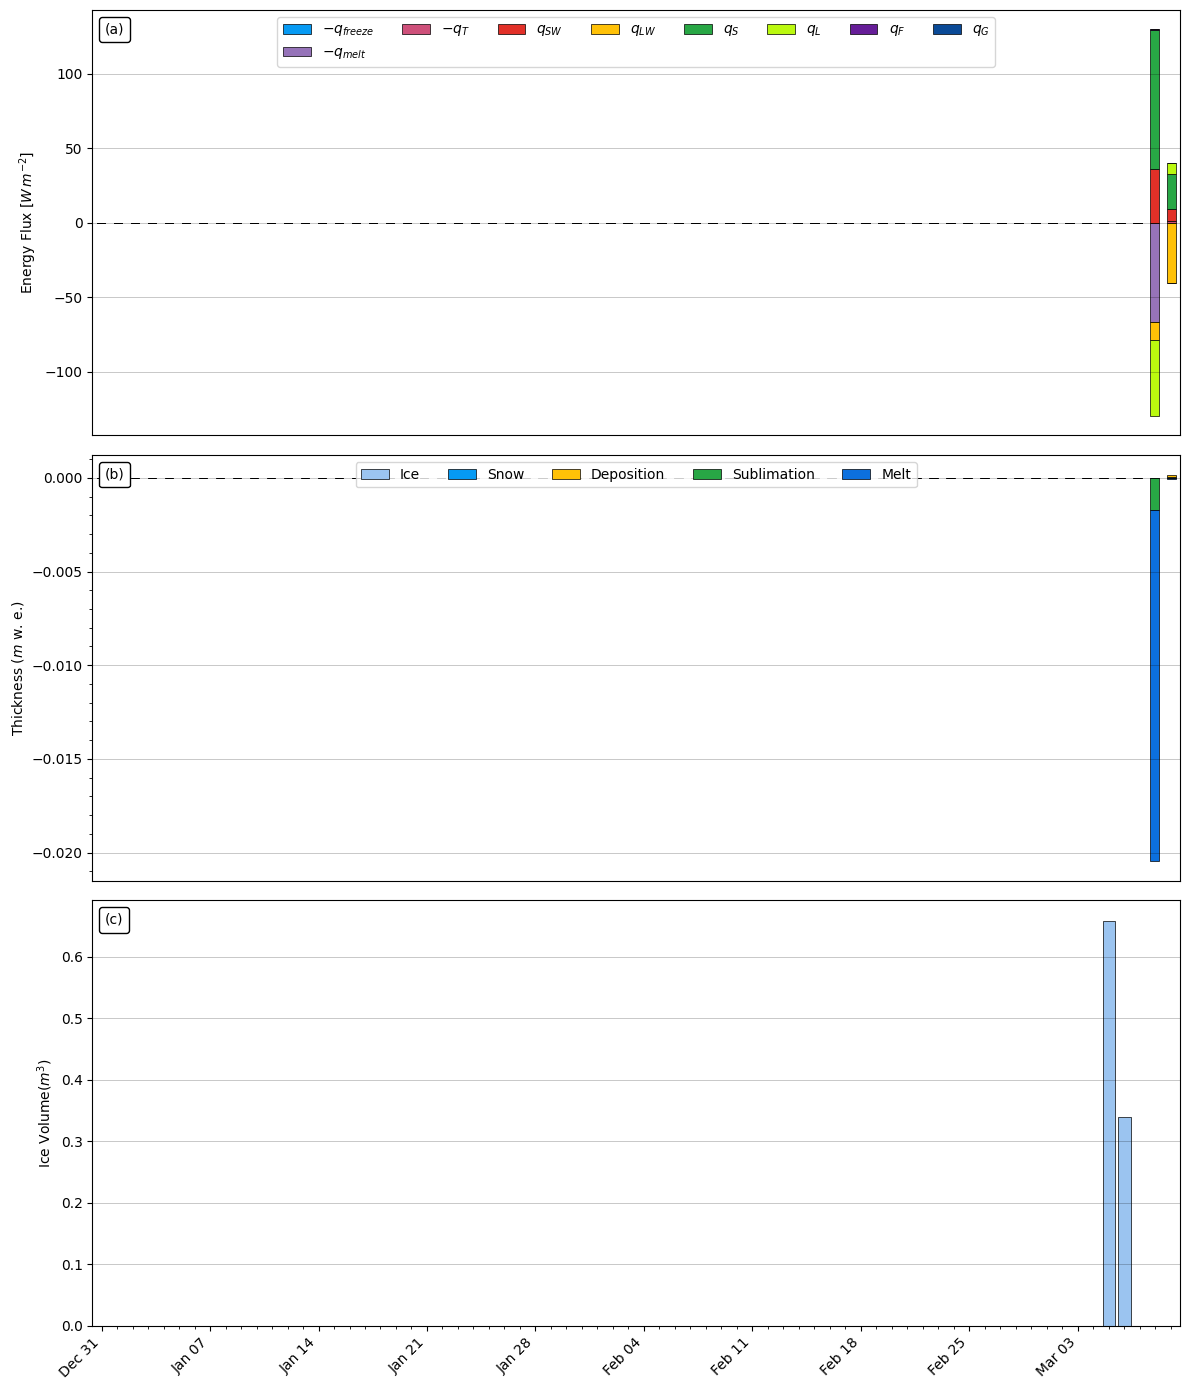 (a)
−q_freeze −q_T q_SW q_LW q_S q_L q_F q_G
−q_melt
100
50
0
−50
−100
Energy Flux [W m⁻²]
(b)
Ice Snow Deposition Sublimation Melt
0.000
−0.005
−0.010
−0.015
−0.020
Thickness (m w. e.)
(c)
0.6
0.5
0.4
0.3
0.2
0.1
0.0
Ice Volume(m³)
Dec 31 Jan 07 Jan 14 Jan 21 Jan 28 Feb 04 Feb 11 Feb 18 Feb 25 Mar 03